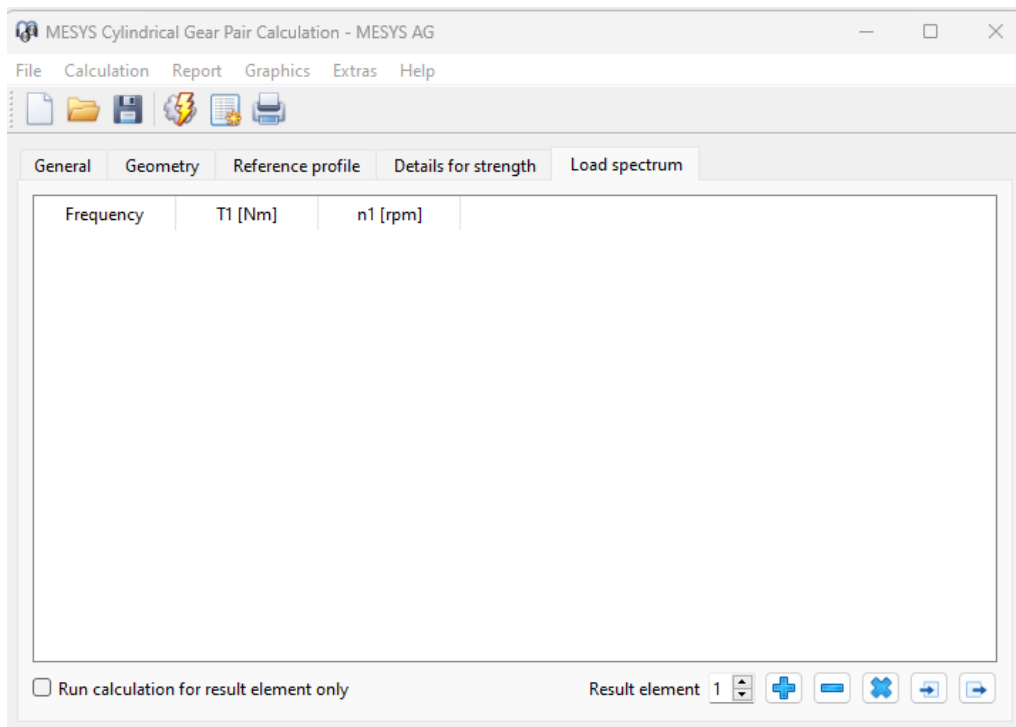 MESYS Cylindrical Gear Pair Calculation - MESYS AG
File Calculation Report Graphics Extras Help
General Geometry Reference profile Details for strength Load spectrum
Frequency T1 [Nm] n1 [rpm]
Run calculation for result element only Result element 1